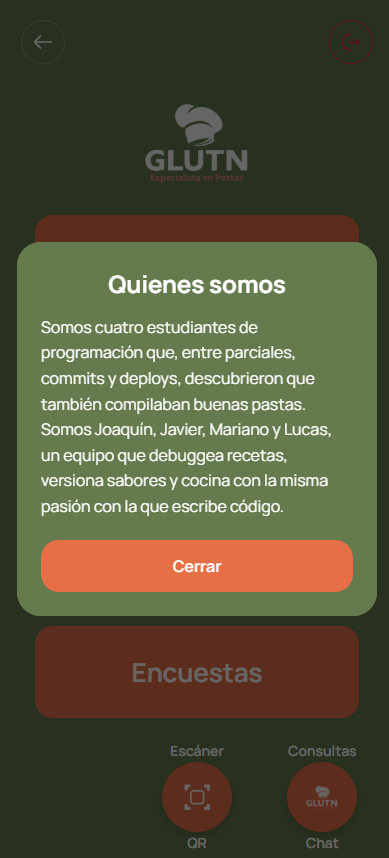 GLUTN
Especialista en Pastas
Quienes somos
Somos cuatro estudiantes de
programación que, entre parciales,
commits y deploys, descubrieron que
también compilaban buenas pastas.
Somos Joaquín, Javier, Mariano y Lucas,
un equipo que debuggea recetas,
versiona sabores y cocina con la misma
pasión con la que escribe código.
Cerrar
Encuestas
Escáner
Consultas
GLUTN
QR
Chat